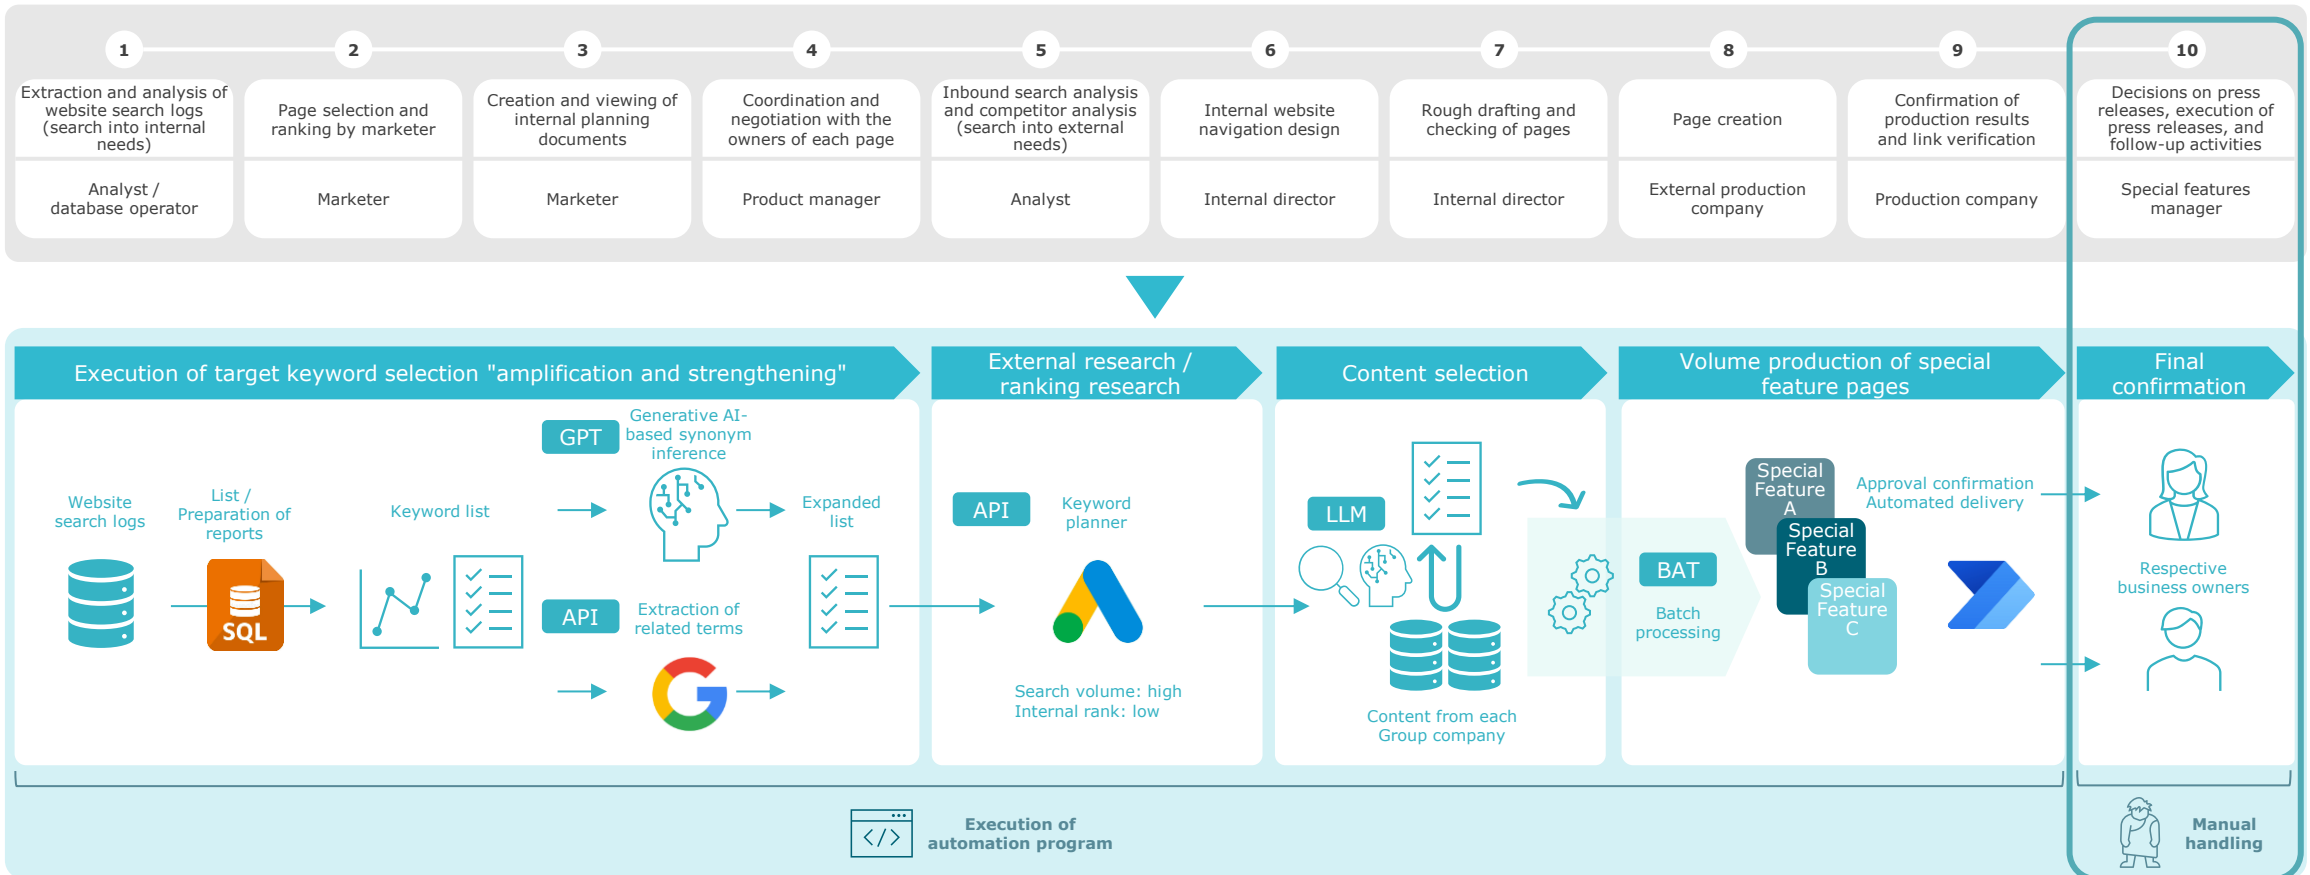 1
2
3
4
5
6
7
8
9
10
Extraction and analysis of
website search logs
(search into internal
needs)
Analyst /
database operator
Page selection and
ranking by marketer
Marketer
Creation and viewing of
internal planning
documents
Marketer
Coordination and
negotiation with the
owners of each page
Product manager
Inbound search analysis
and competitor analysis
(search into external
needs)
Analyst
Internal website
navigation design
Internal director
Rough drafting and
checking of pages
Internal director
Page creation
External production
company
Confirmation of
production results
and link verification
Production company
Decisions on press
releases, execution of
press releases, and
follow-up activities
Special features
manager
Execution of target keyword selection "amplification and strengthening"
Website
search logs
List /
Preparation of
reports
SQL
Keyword list
GPT
Generative AI-
based synonym
inference
API
Extraction of
related terms
Expanded
list
External research /
ranking research
API
Keyword
planner
Search volume: high
Internal rank: low
Content selection
LLM
Content from each
Group company
Volume production of special
feature pages
BAT
Batch
processing
Special
Feature
A
Special
Feature
B
Special
Feature
C
Approval confirmation
Automated delivery
Final
confirmation
Respective
business owners
Execution of
automation program
Manual
handling